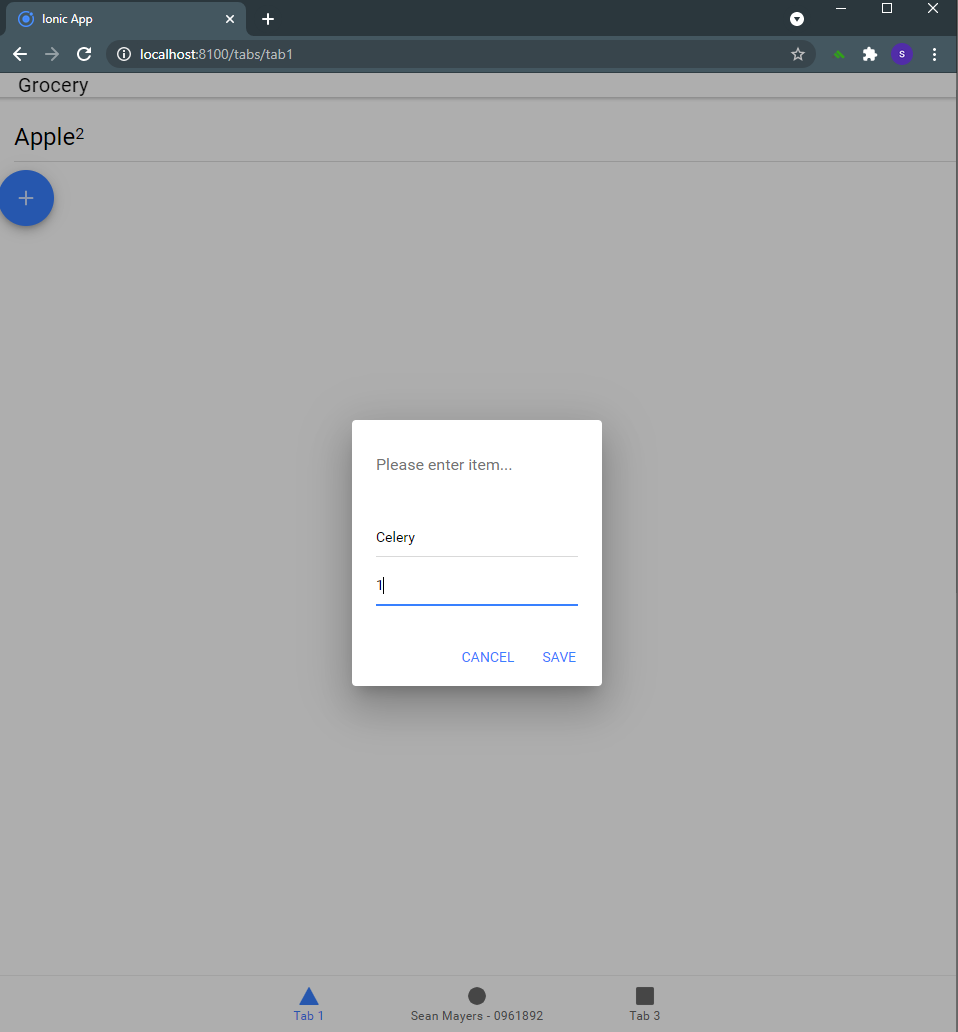 Ionic App
localhost:8100/tabs/tab1
S
Grocery
Apple2
Please enter item...
Celery
1
CANCEL SAVE
Tab 1 Sean Mayers - 0961892 Tab 3